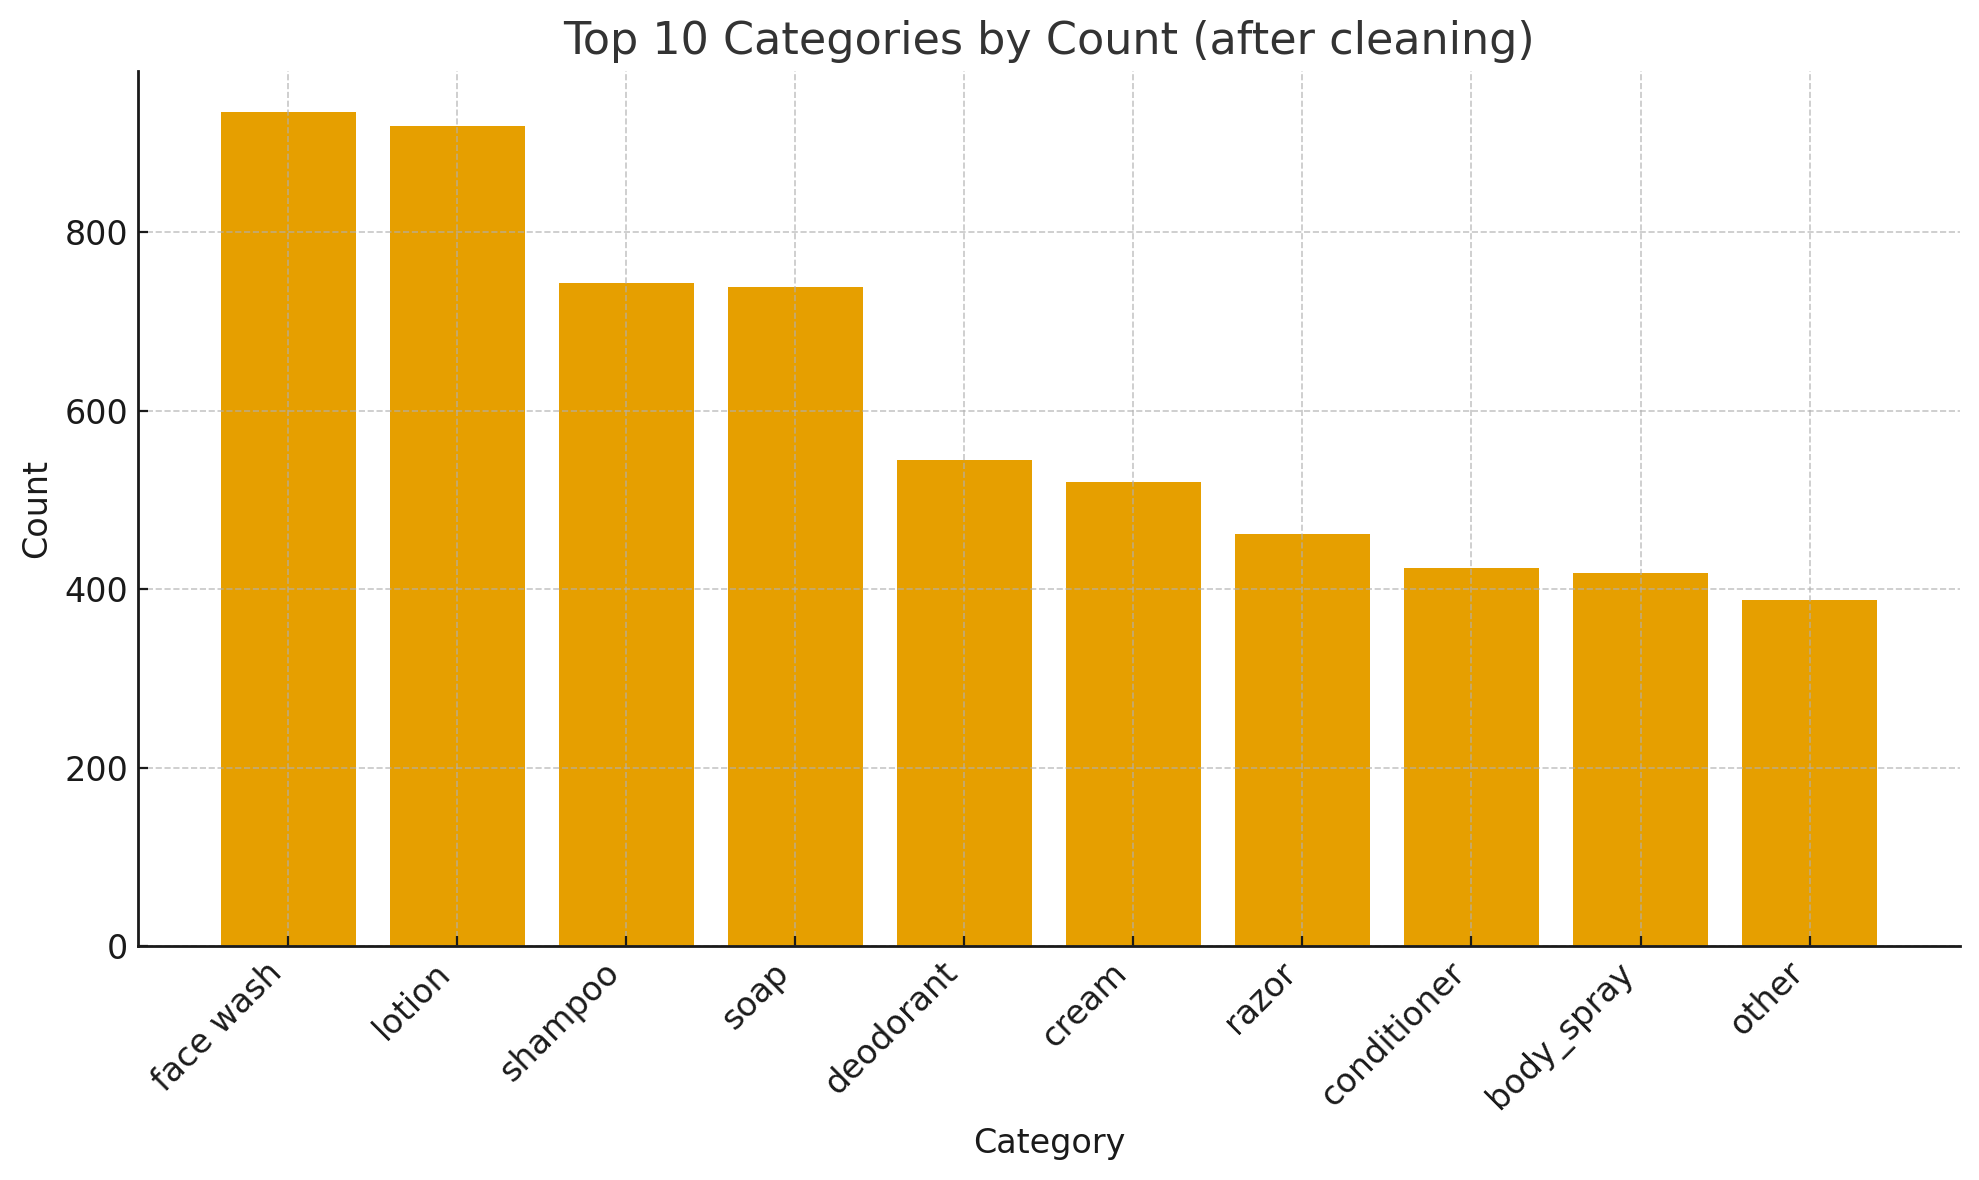 Top 10 Categories by Count (after cleaning)
Count
800
600
400
200
0
face wash
lotion
shampoo
soap
deodorant
cream
razor
conditioner
body_spray
other
Category